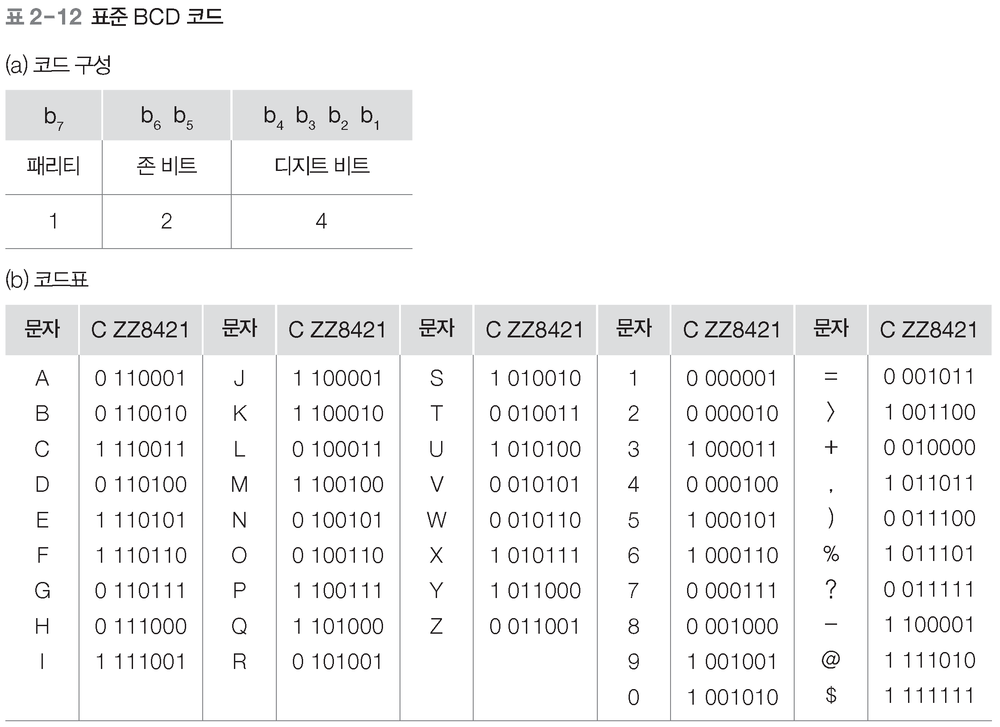 표 2-12 표준 BCD 코드
(a) 코드 구성
b7 b6 b5 b4 b3 b2 b1
패리티 존 비트 디지트 비트
1 2 4
(b) 코드표
문자 C ZZ8421 문자 C ZZ8421 문자 C ZZ8421 문자 C ZZ8421 문자 C ZZ8421
A 0 110001 J 1 100001 S 1 010010 1 0 000001 = 0 001011
B 0 110010 K 1 100010 T 0 010011 2 0 000010 〉 1 001100
C 1 110011 L 0 100011 U 1 010100 3 1 000011 + 0 010000
D 0 110100 M 1 100100 V 0 010101 4 0 000100 , 1 011011
E 1 110101 N 0 100101 W 0 010110 5 1 000101 ) 0 011100
F 1 110110 O 0 100110 X 1 010111 6 1 000110 % 1 011101
G 0 110111 P 1 100111 Y 1 011000 7 0 000111 ? 0 011111
H 0 111000 Q 1 101000 Z 0 011001 8 0 001000 − 1 100001
I 1 111001 R 0 101001 9 1 001001 @ 1 111010
0 1 001010 $ 1 111111